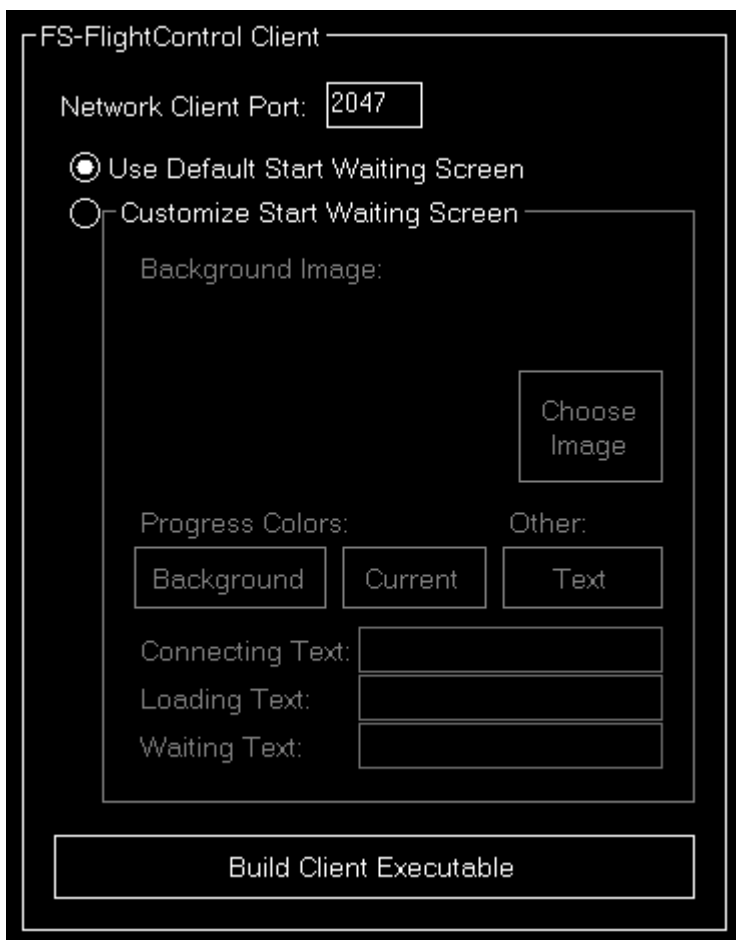 FS-FlightControl Client
Network Client Port: 2047
Use Default Start Waiting Screen
Customize Start Waiting Screen
Background Image:
Choose
Image
Progress Colors: Other:
Background Current Text
Connecting Text:
Loading Text:
Waiting Text:
Build Client Executable